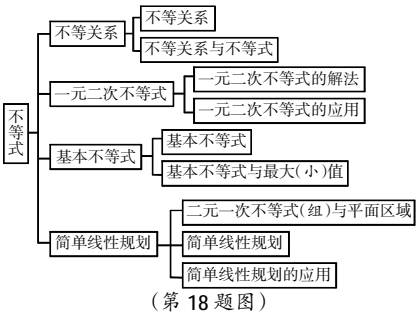 不等式
不等关系
不等关系
不等关系与不等式
一元二次不等式
一元二次不等式的解法
一元二次不等式的应用
基本不等式
基本不等式
基本不等式与最大(小)值
简单线性规划
二元一次不等式(组)与平面区域
简单线性规划
简单线性规划的应用
(第18题图)